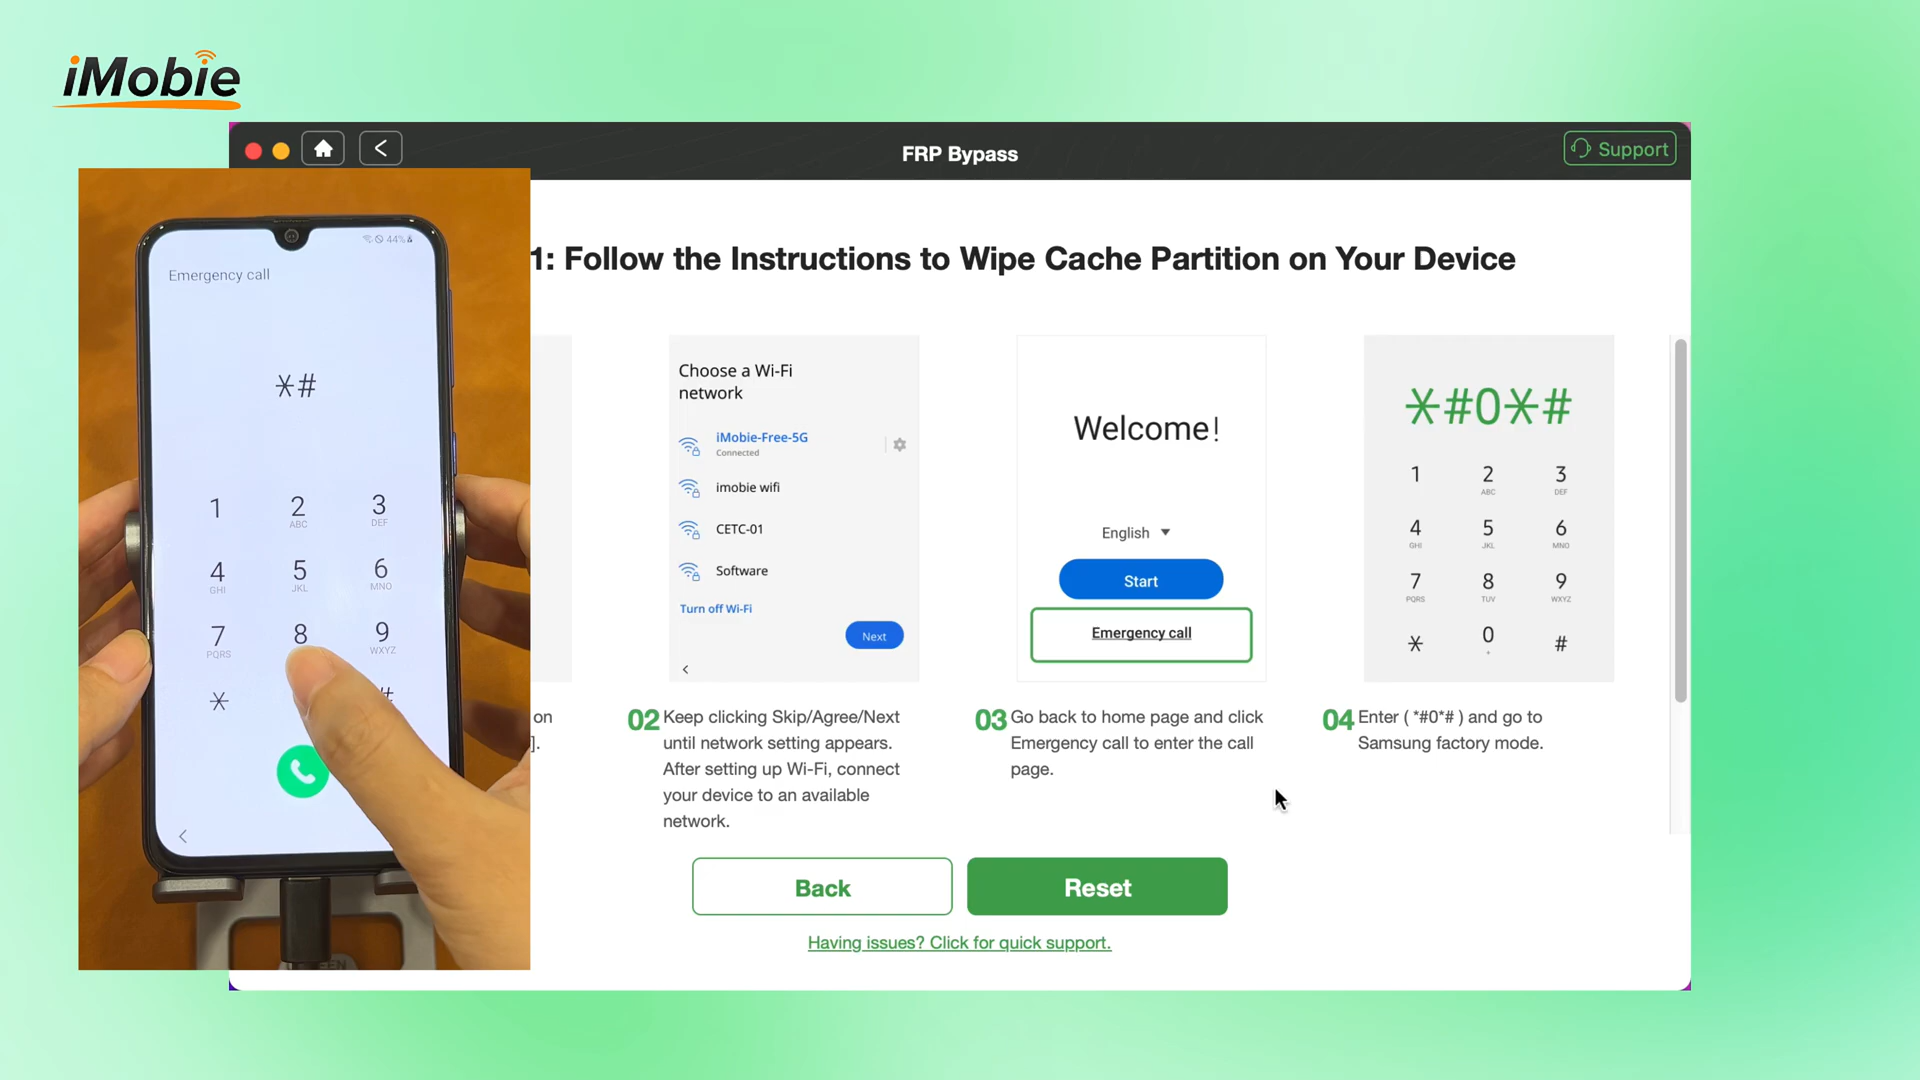 iMobie
FRP Bypass
Support
1: Follow the Instructions to Wipe Cache Partition on Your Device
44%
Emergency call
*#
1
2
ABC
3
DEF
4
GHI
5
JKL
6
MNO
7
PQRS
8
9
WXYZ
*
#
on
].
Choose a Wi-Fi
network
iMobie-Free-5G
Connected
imobie wifi
CETC-01
Software
Turn off Wi-Fi
Next
02 Keep clicking Skip/Agree/Next
until network setting appears.
After setting up Wi-Fi, connect
your device to an available
network.
Welcome!
English
Start
Emergency call
03 Go back to home page and click
Emergency call to enter the call
page.
*#0*#
1
2
ABC
3
DEF
4
GHI
5
JKL
6
MNO
7
PQRS
8
TUV
9
WXYZ
*
0
+
#
04 Enter ( *#0*# ) and go to
Samsung factory mode.
Back
Reset
Having issues? Click for quick support.